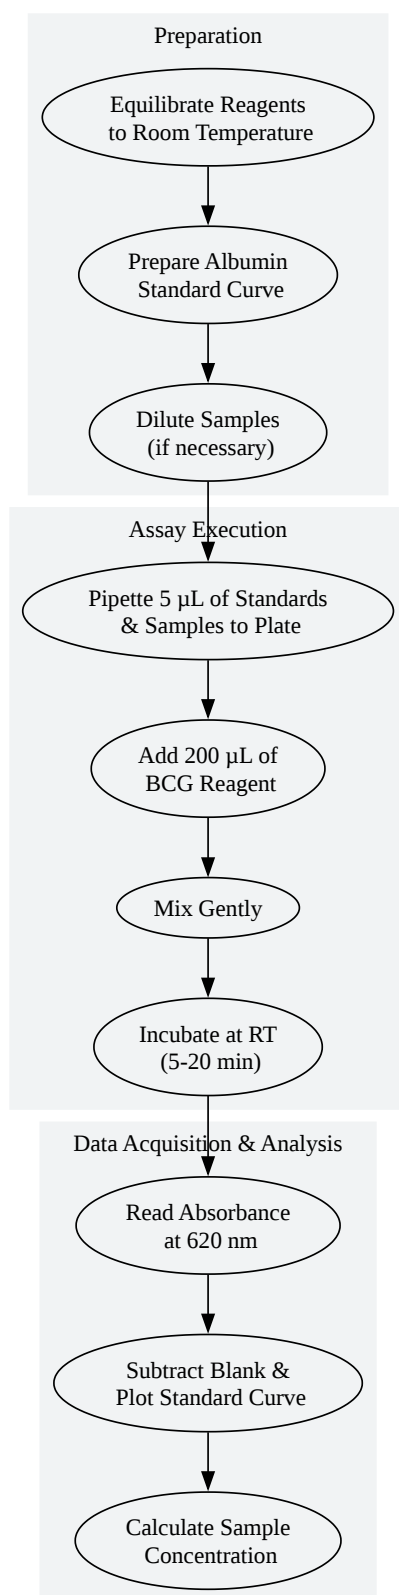 Preparation
Equilibrate Reagents
to Room Temperature
Prepare Albumin
Standard Curve
Dilute Samples
(if necessary)
Assay Execution
Pipette 5 µL of Standards
& Samples to Plate
Add 200 µL of
BCG Reagent
Mix Gently
Incubate at RT
(5-20 min)
Data Acquisition & Analysis
Read Absorbance
at 620 nm
Subtract Blank &
Plot Standard Curve
Calculate Sample
Concentration